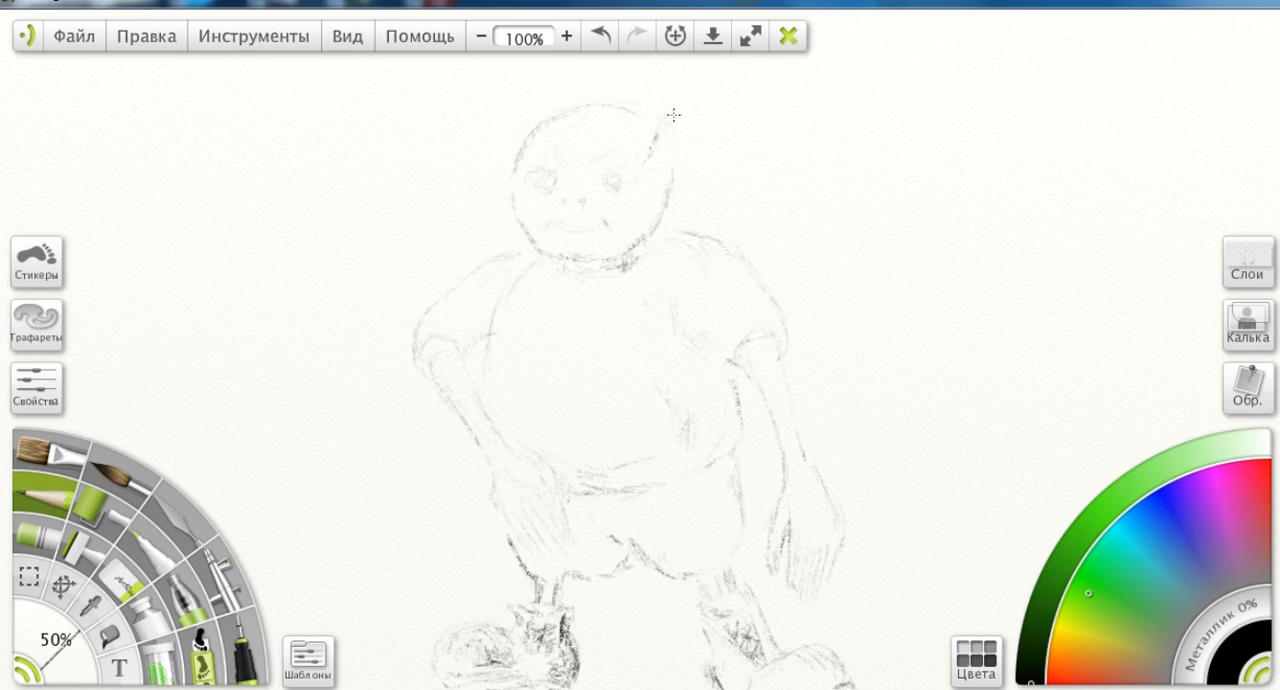 Файл Правка Инструменты Вид Помощь − 100% +
Стикеры
Трафареты
Свойства
50%
T
Шаблоны
Слои
Калька
Обр.
Металлик 0%
Цвета